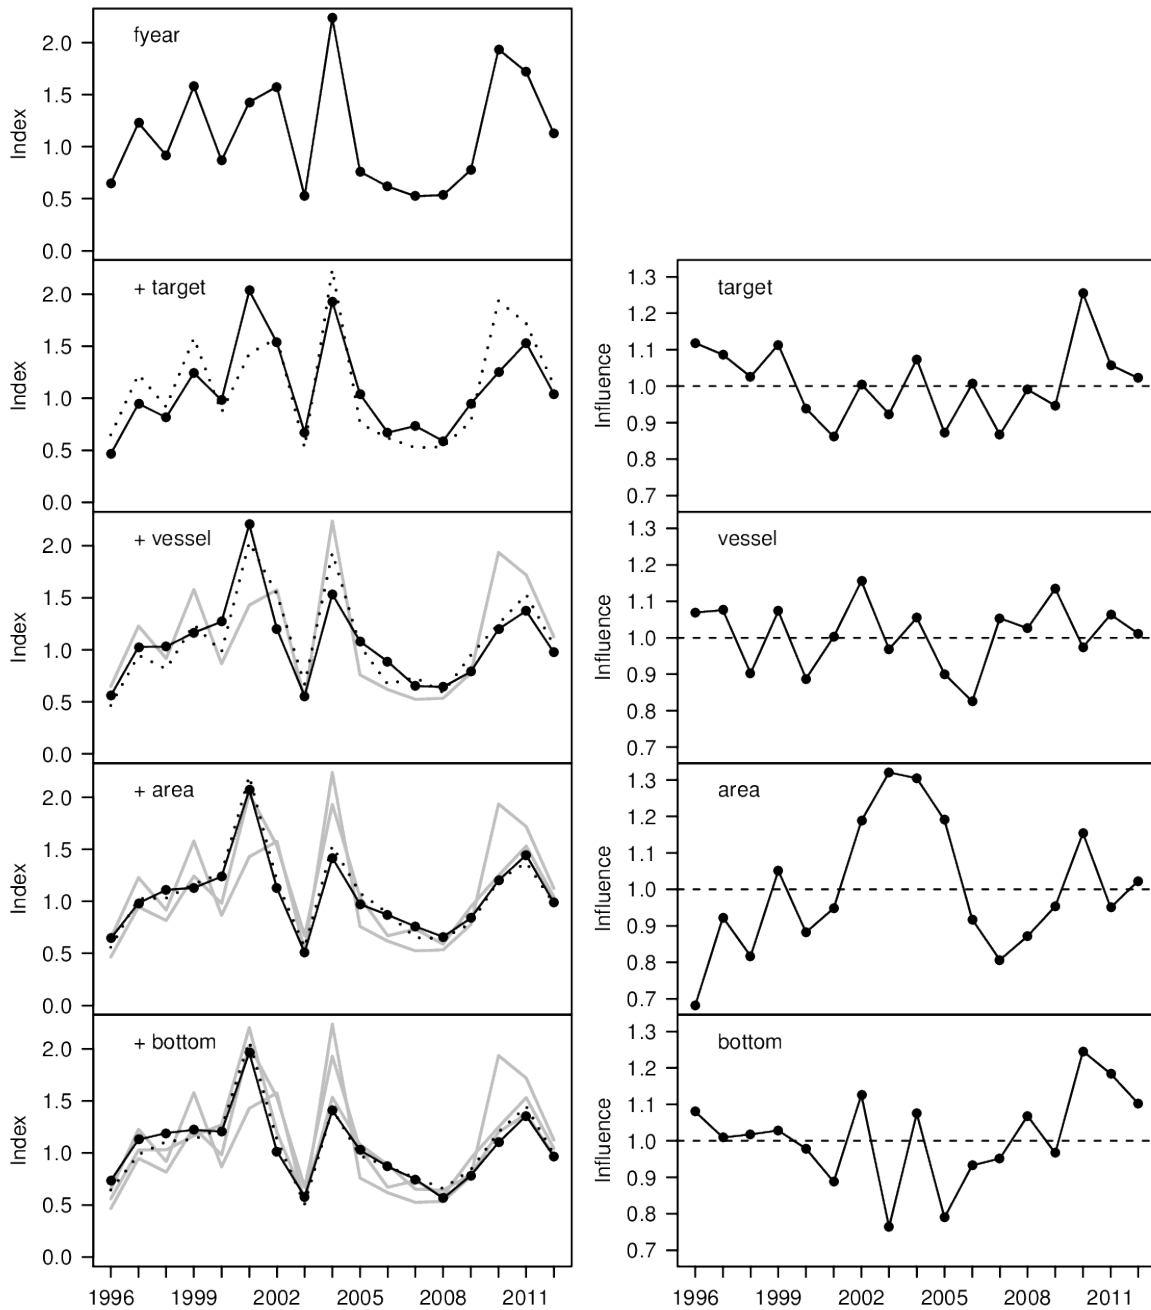 fyear
2.0
1.5
1.0
0.5
0.0
Index
+ target
2.0
1.5
1.0
0.5
0.0
Index
target
1.3
1.2
1.1
1.0
0.9
0.8
0.7
Influence
+ vessel
2.0
1.5
1.0
0.5
0.0
Index
vessel
1.3
1.2
1.1
1.0
0.9
0.8
0.7
Influence
+ area
2.0
1.5
1.0
0.5
0.0
Index
area
1.3
1.2
1.1
1.0
0.9
0.8
0.7
Influence
+ bottom
2.0
1.5
1.0
0.5
0.0
Index
bottom
1.3
1.2
1.1
1.0
0.9
0.8
0.7
Influence
1996 1999 2002 2005 2008 2011
1996 1999 2002 2005 2008 2011